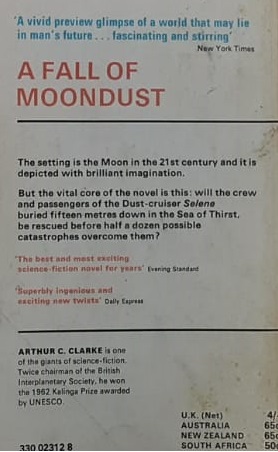 'A vivid preview glimpse of a world that may lie
in man's future... fascinating and stirring'
New York Times
A FALL OF
MOONDUST
The setting is the Moon in the 21st century and it is
depicted with brilliant imagination.
But the vital core of the novel is this: will the crew
and passengers of the Dust-cruiser Selene
buried fifteen metres down in the Sea of Thirst,
be rescued before half a dozen possible
catastrophes overcome them?
'The best and most exciting
science-fiction novel for years' Evening Standard
'Superbly ingenious and
exciting new twists' Daily Express
ARTHUR C. CLARKE is one
of the giants of science-fiction.
Twice chairman of the British
Interplanetary Society, he won
the 1962 Kalinga Prize awarded
by UNESCO.
U.K. (Net) 4/
AUSTRALIA 65c
NEW ZEALAND 65c
SOUTH AFRICA 50c
330 02312 8